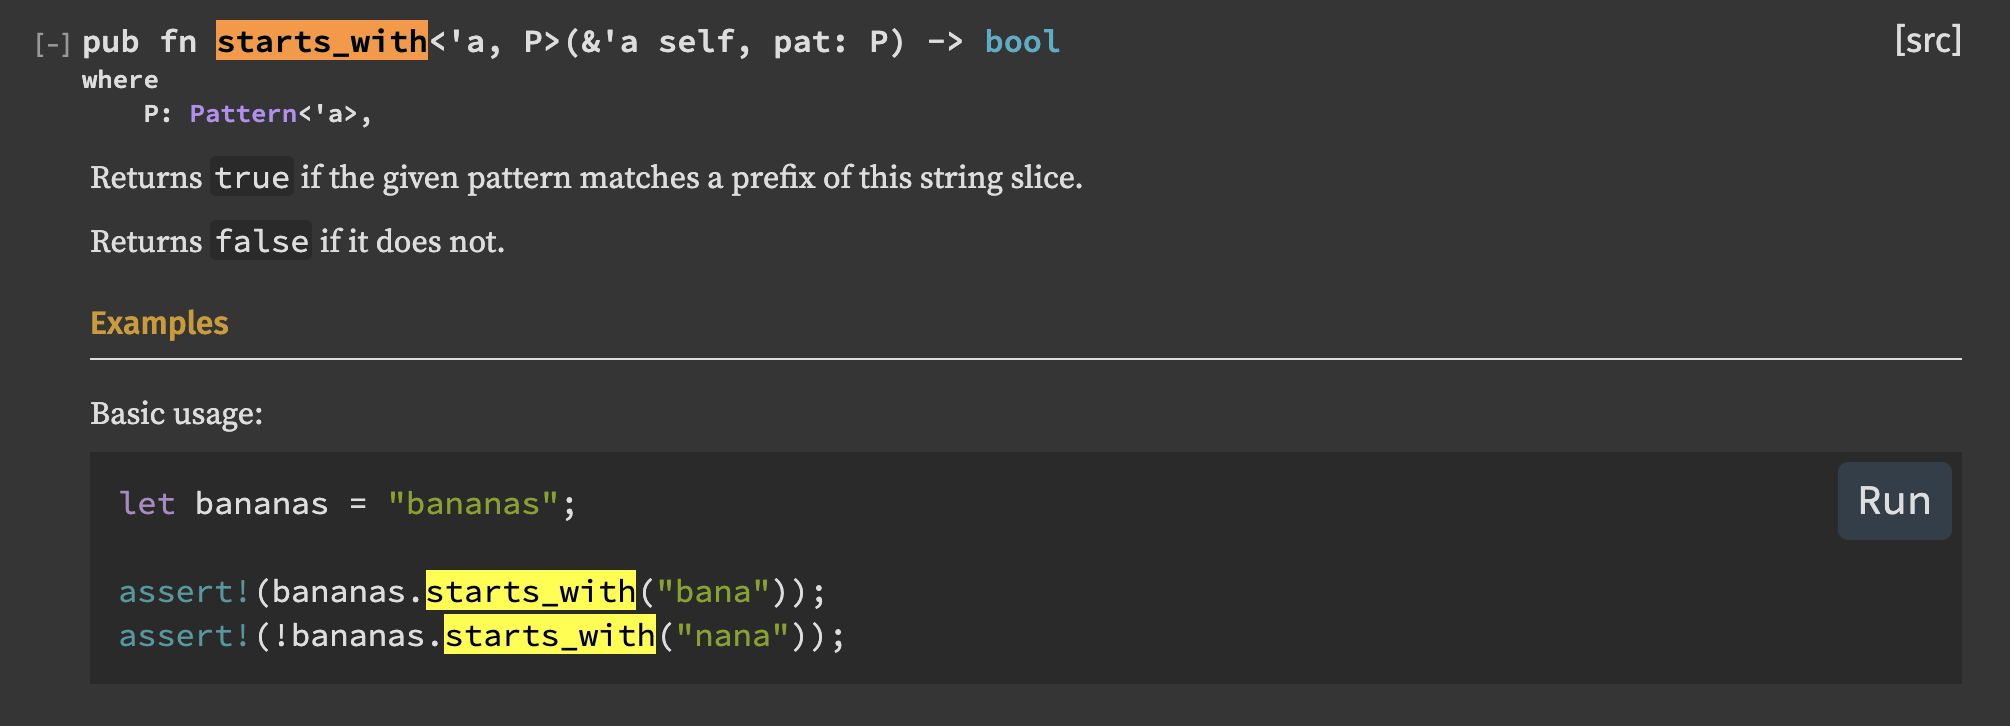 [-] pub fn starts_with<'a, P>(&'a self, pat: P) -> bool [src]
where
P: Pattern<'a>,
Returns true if the given pattern matches a prefix of this string slice.
Returns false if it does not.
Examples
Basic usage:
let bananas = "bananas"; Run
assert!(bananas.starts_with("bana"));
assert!(!bananas.starts_with("nana"));